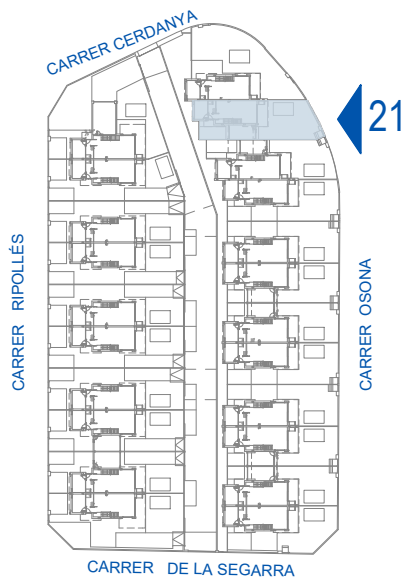 CARRER CERDANYA
21
CARRER RIPOLLÉS
CARRER OSONA
CARRER DE LA SEGARRA